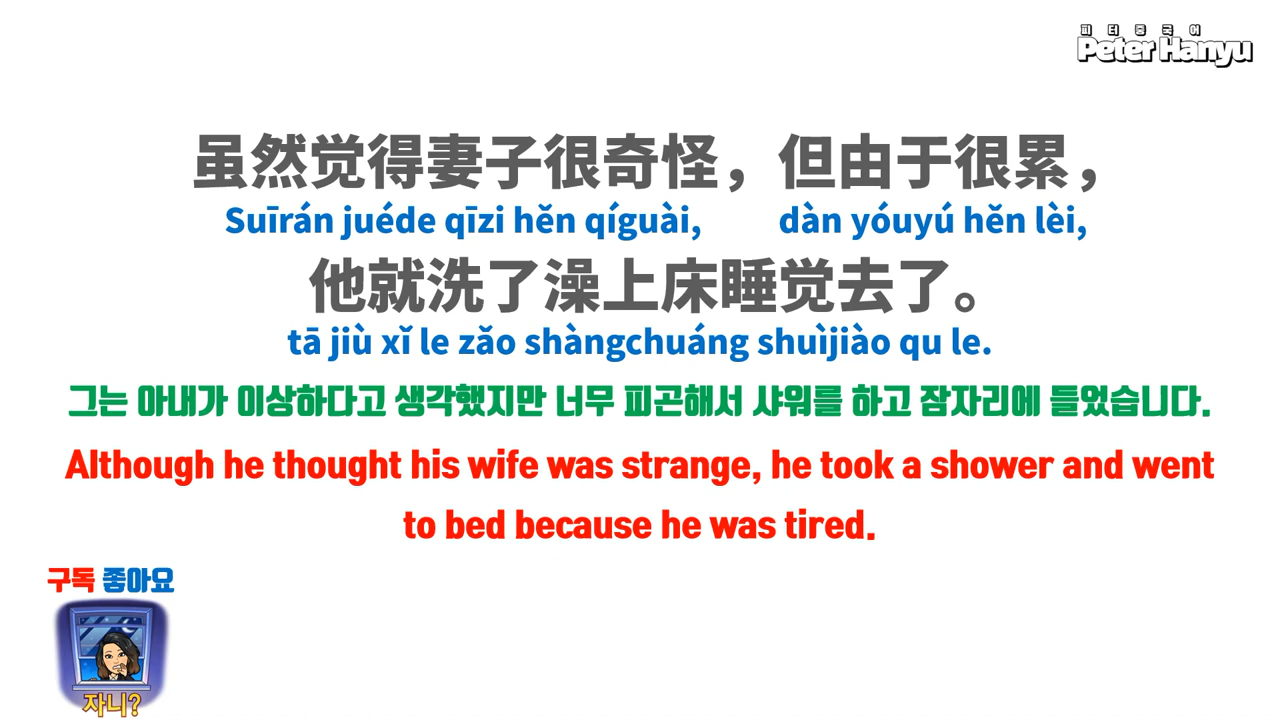 피터중국어
Peter Hanyu
虽然觉得妻子很奇怪，但由于很累，
Suīrán juéde qīzi hěn qíguài, dàn yóuyú hěn lèi,
他就洗了澡上床睡觉去了。
tā jiù xǐ le zǎo shàngchuáng shuìjiào qu le.
그는 아내가 이상하다고 생각했지만 너무 피곤해서 샤워를 하고 잠자리에 들었습니다.
Although he thought his wife was strange, he took a shower and went
to bed because he was tired.
구독 좋아요
자니?